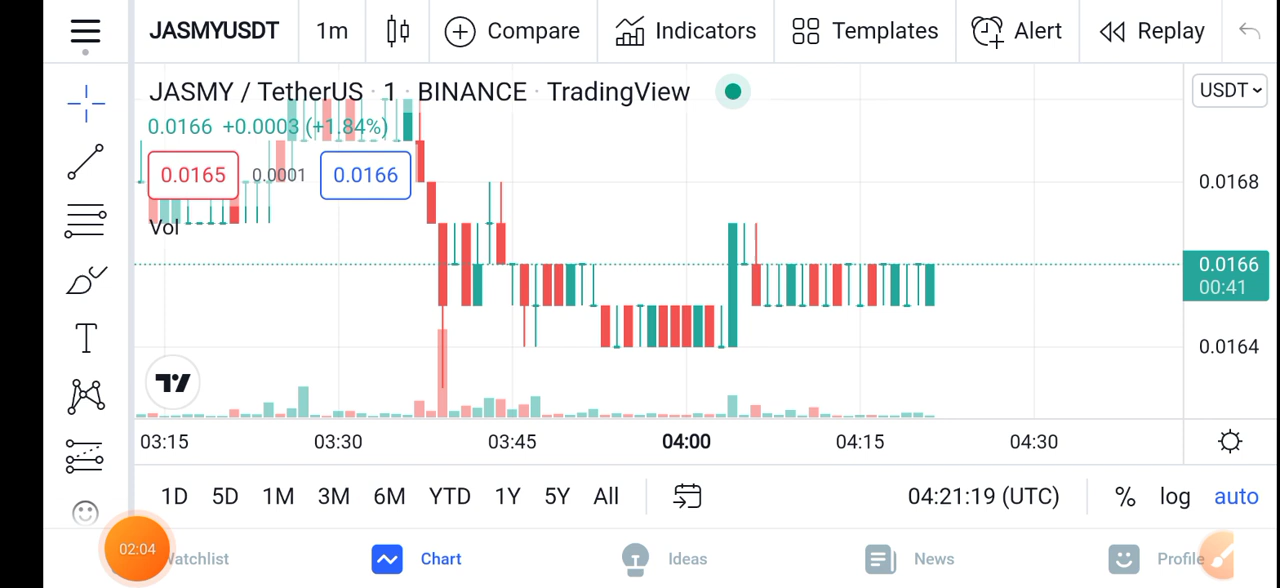 JASMYUSDT 1m Compare Indicators Templates Alert Replay
JASMY / TetherUS · 1 · BINANCE · TradingView
USDT
0.0166 +0.0003 (+1.84%)
0.0165 0.0001 0.0166
0.0168
Vol
0.0166
00:41
0.0164
03:15 03:30 03:45 04:00 04:15 04:30
1D 5D 1M 3M 6M YTD 1Y 5Y All 04:21:19 (UTC) % log auto
02:04 atchlist Chart Ideas News Profile